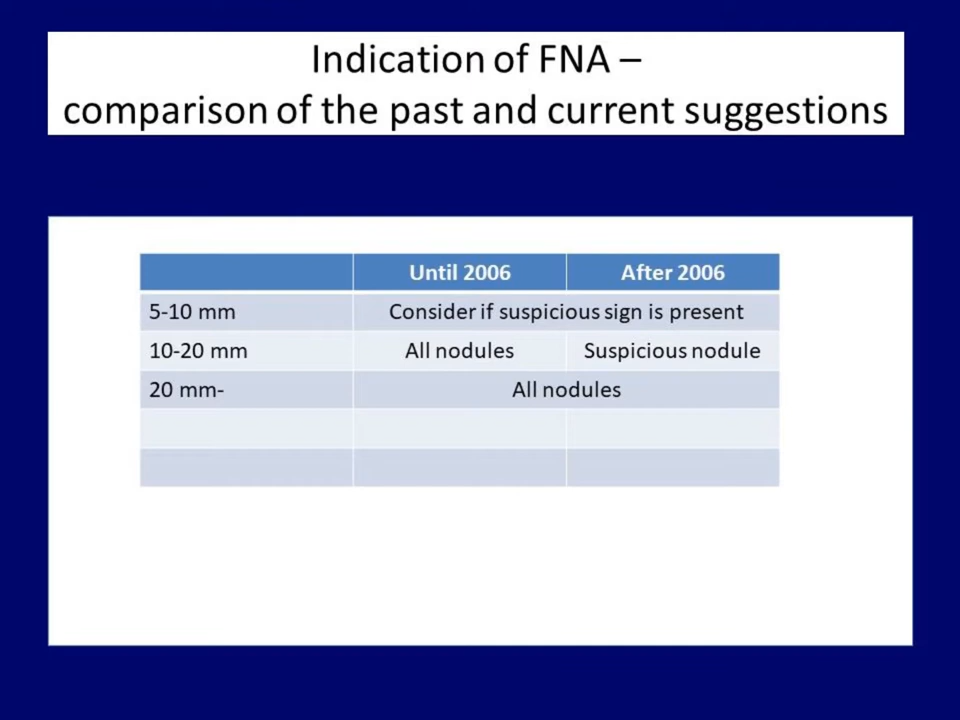 Indication of FNA –
comparison of the past and current suggestions
Until 2006 After 2006
5-10 mm Consider if suspicious sign is present
10-20 mm All nodules Suspicious nodule
20 mm- All nodules